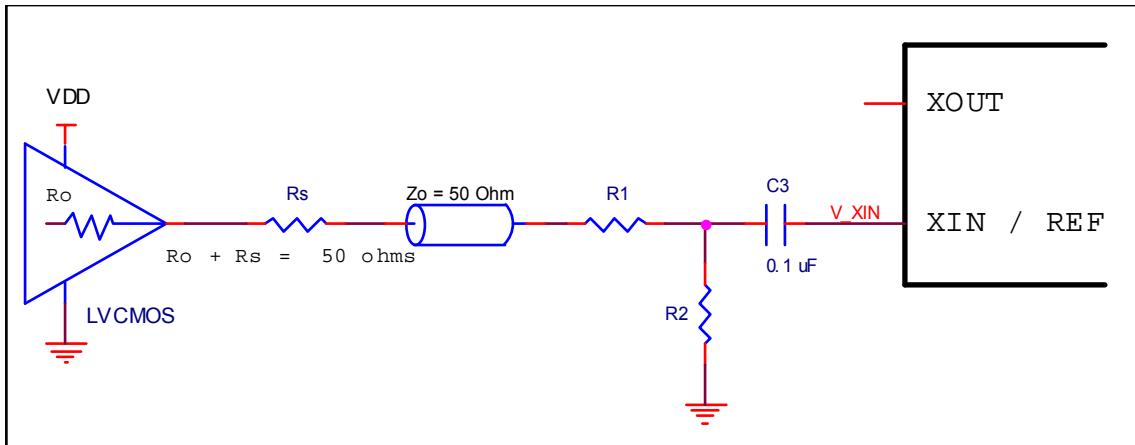 VDD
Ro
Rs
Zo = 50 Ohm
R1
C3
V_XIN
XOUT
XIN / REF
Ro + Rs = 50 ohms
0.1 uF
LVCMOS
R2